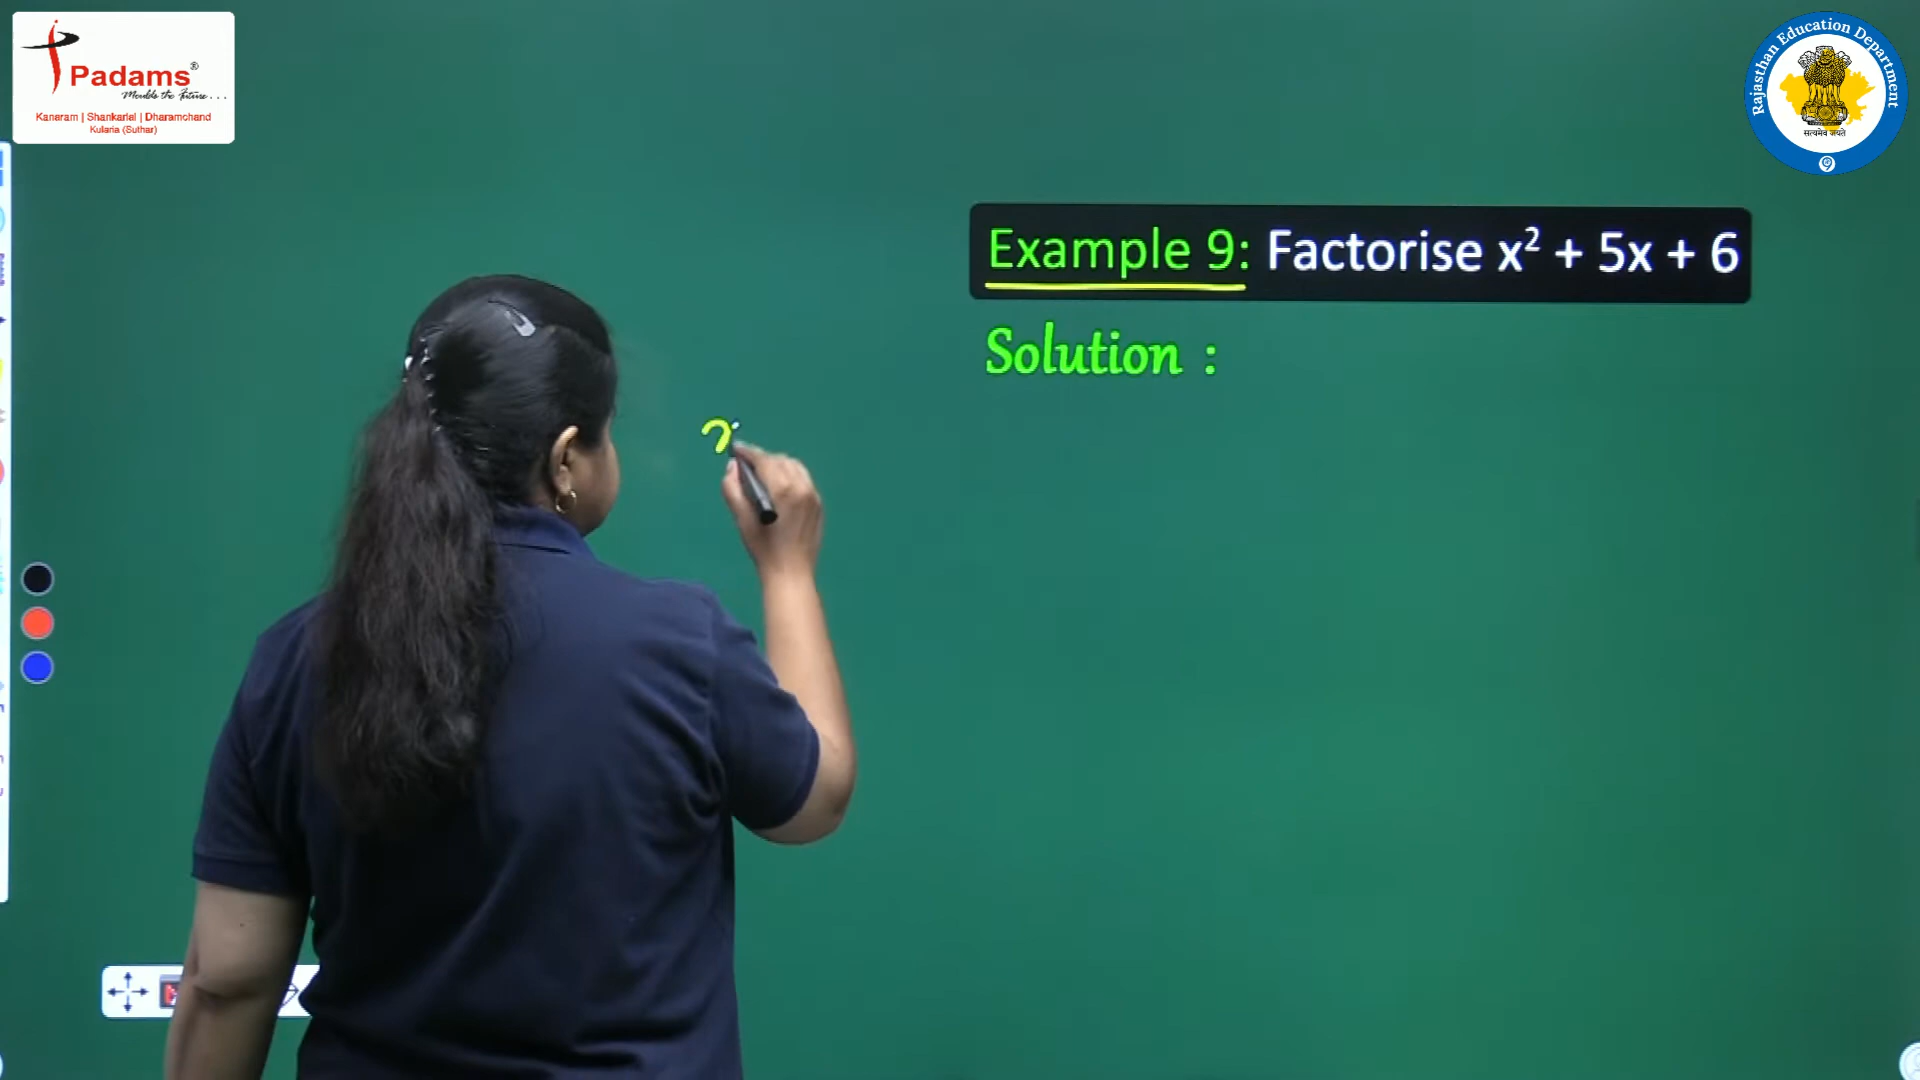 Padams®
Moulds the Future...
Kanaram | Shankarlal | Dharamchand
Kularia (Suthar)
Rajasthan Education Department
सत्यमेव जयते
Example 9: Factorise x² + 5x + 6
Solution :